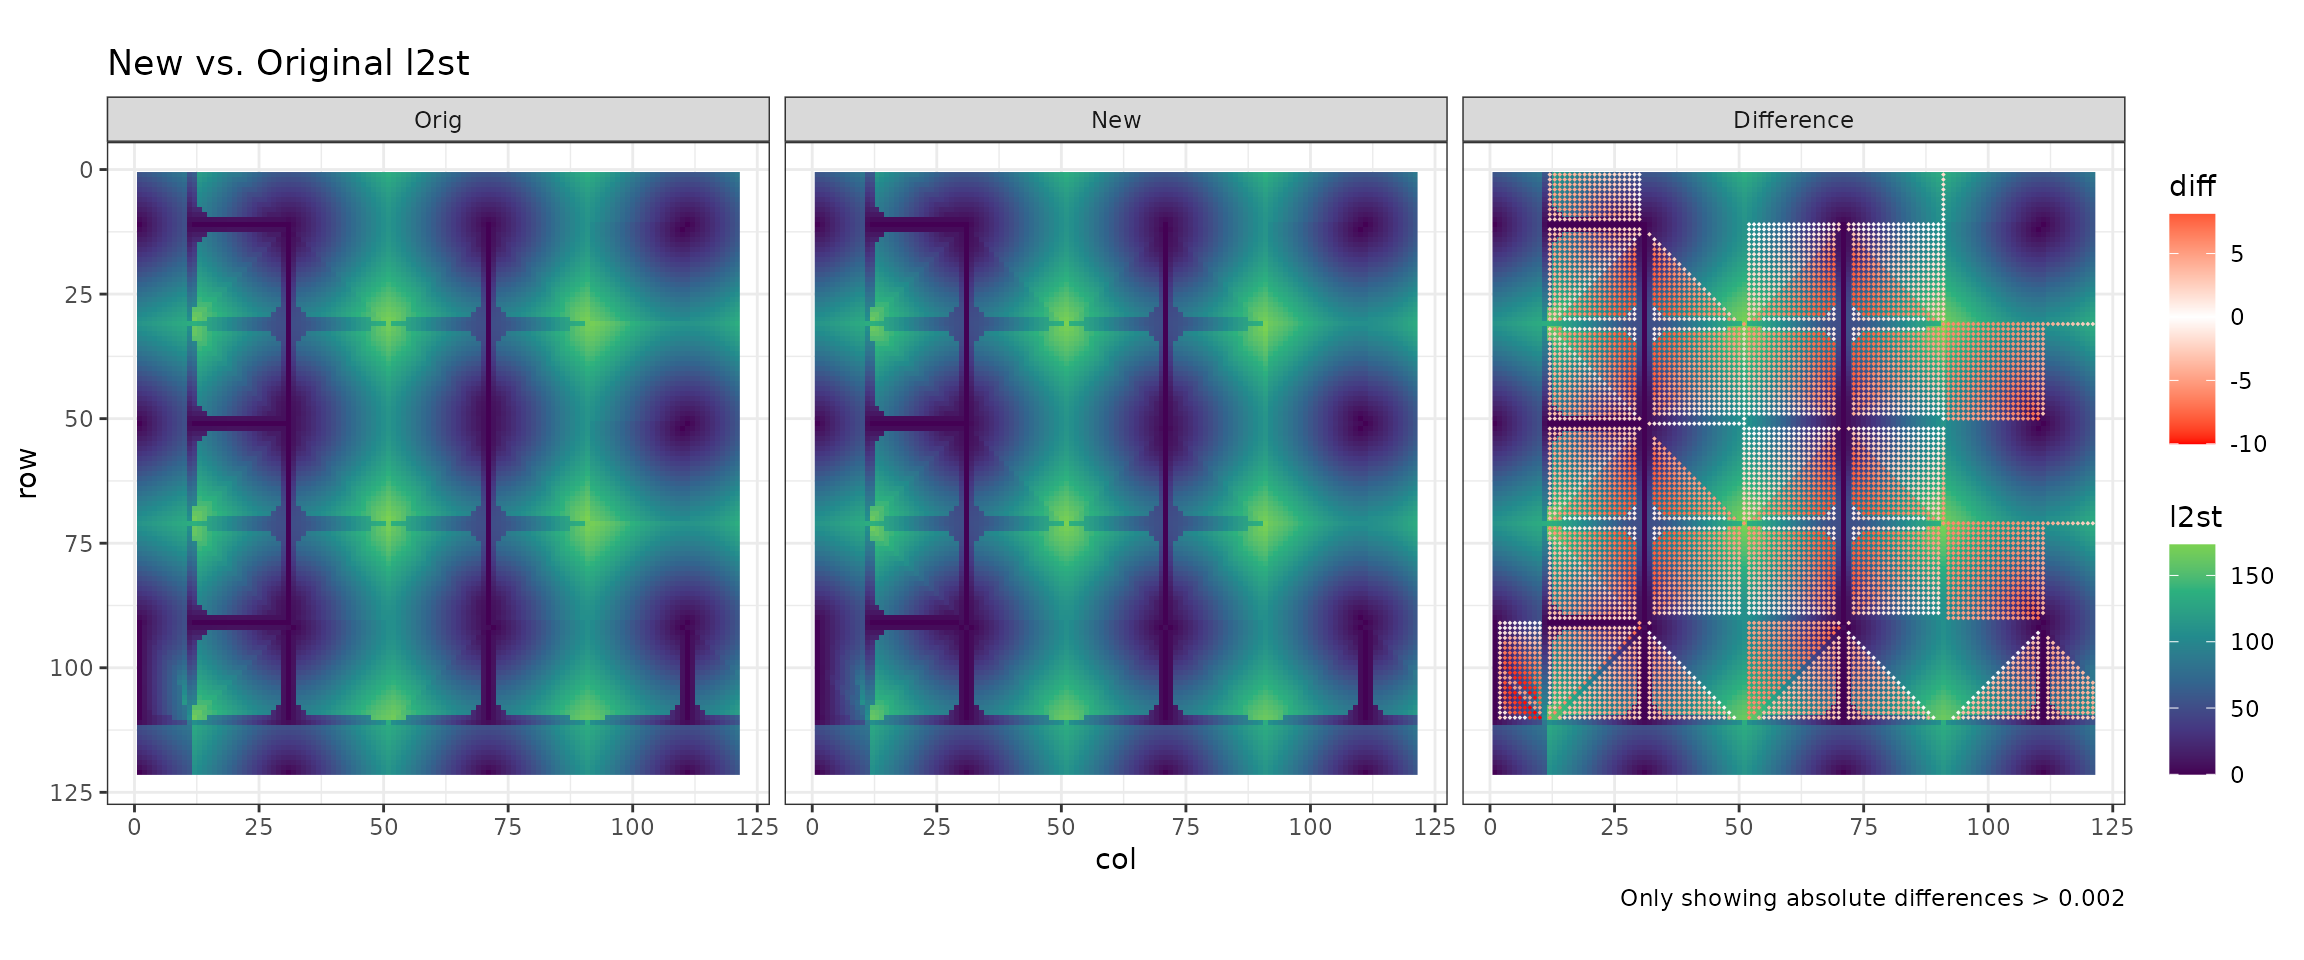 New vs. Original l2st
Orig
New
Difference
0
25
50
75
100
125
row
0 25 50 75 100 125
0 25 50 75 100 125
0 25 50 75 100 125
col
diff
5
0
-5
-10
l2st
150
100
50
0
Only showing absolute differences > 0.002